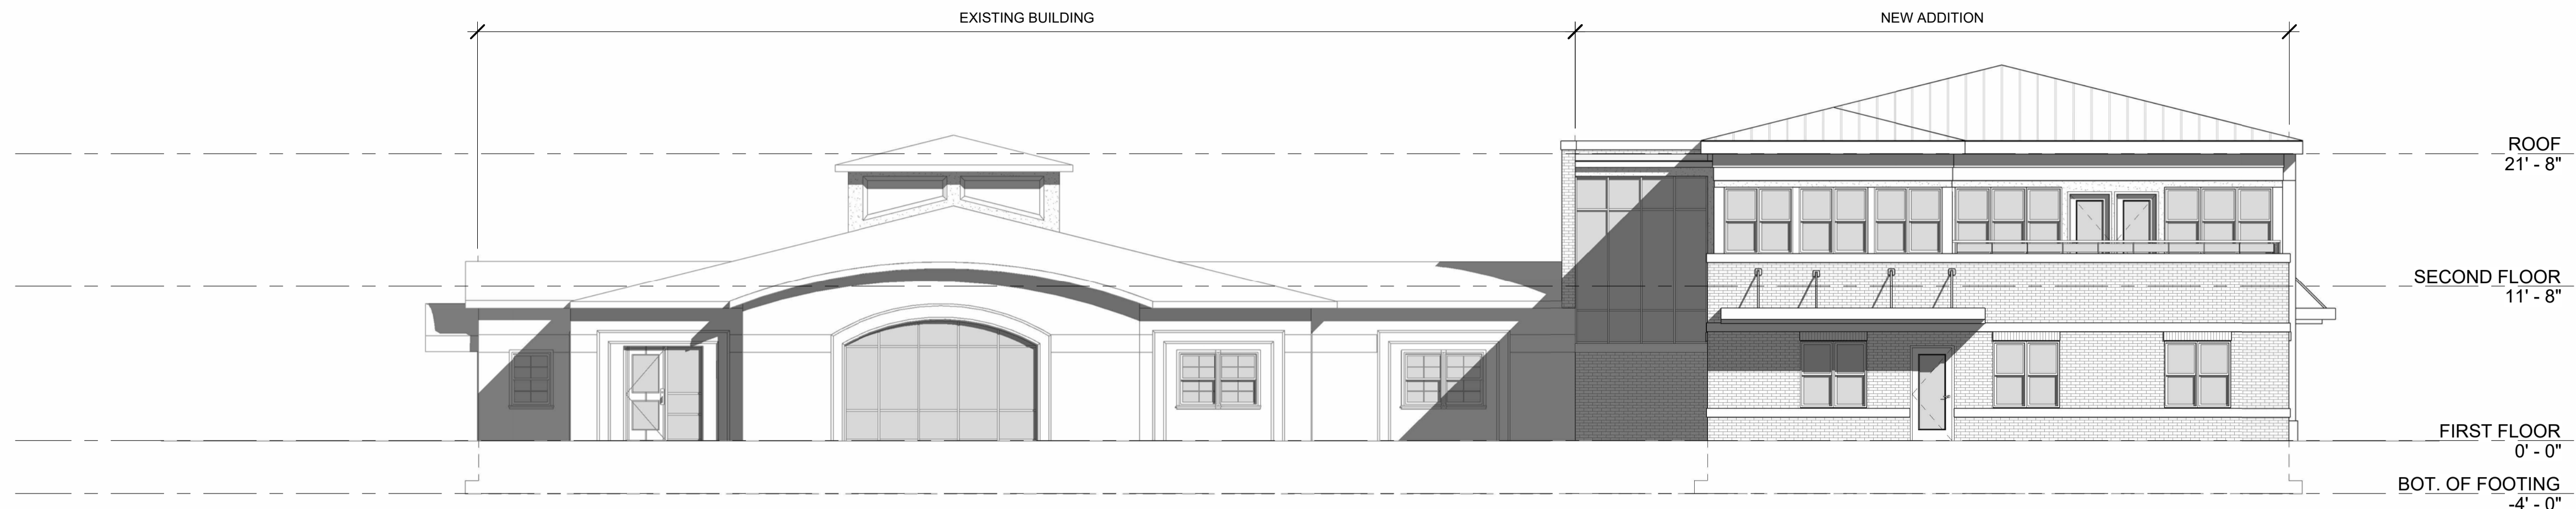 EXISTING BUILDING
NEW ADDITION
ROOF
21' - 8"
SECOND FLOOR
11' - 8"
FIRST FLOOR
0' - 0"
BOT. OF FOOTING
-4' - 0"